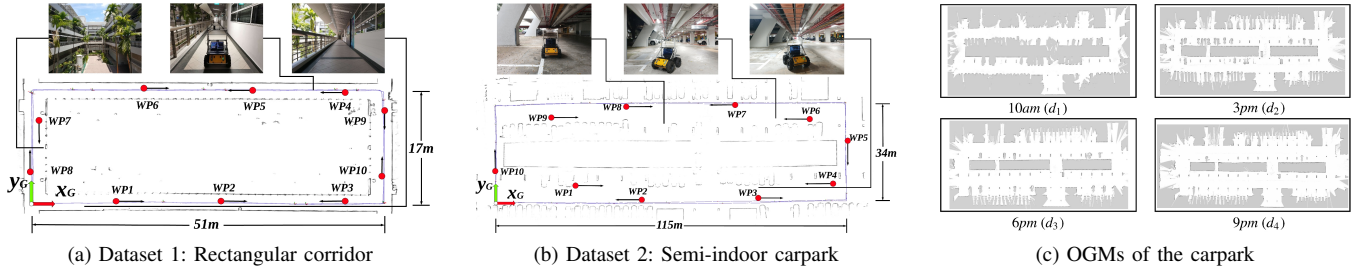 WP6
WP5
WP4
WP7
WP9
17m
WP8
WP10
y_G
x_G
WP1
WP2
WP3
51m
(a) Dataset 1: Rectangular corridor
WP8
WP7
WP6
WP9
WP5
34m
WP10
WP4
y_G
x_G
WP1
WP2
WP3
115m
(b) Dataset 2: Semi-indoor carpark
10am (d₁)
3pm (d₂)
6pm (d₃)
9pm (d₄)
(c) OGMs of the carpark